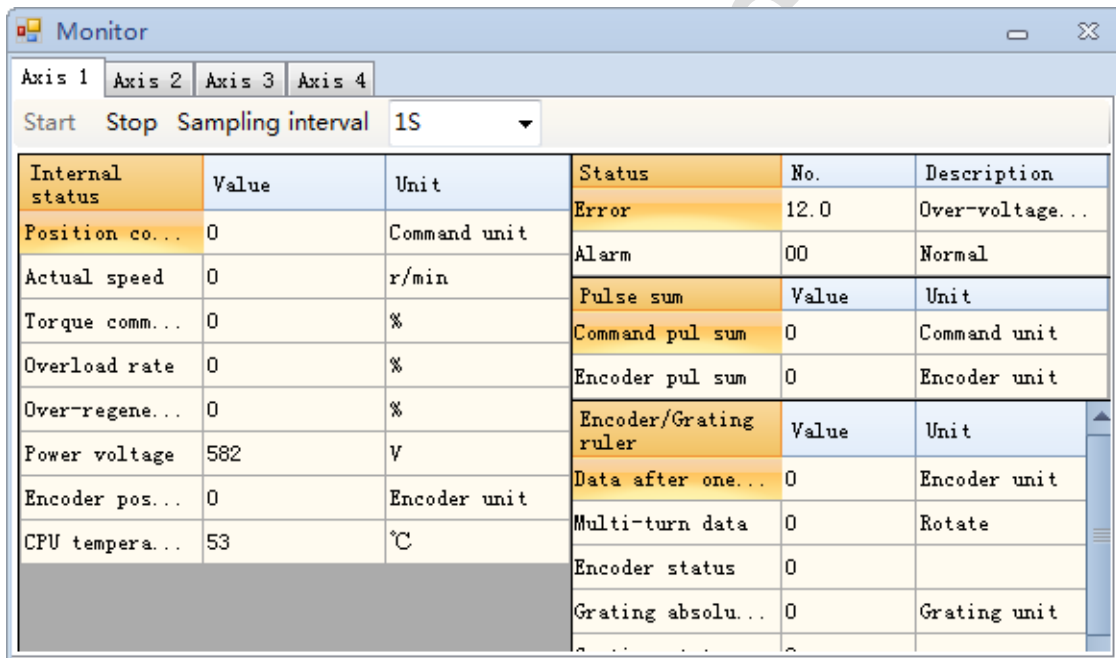 Monitor
Axis 1 Axis 2 Axis 3 Axis 4
Start Stop Sampling interval 1S
Internal status Value Unit
Position co... 0 Command unit
Actual speed 0 r/min
Torque comm... 0 %
Overload rate 0 %
Over-regene... 0 %
Power voltage 582 V
Encoder pos... 0 Encoder unit
CPU tempera... 53 ℃
Status No. Description
Error 12.0 Over-voltage...
Alarm 00 Normal
Pulse sum Value Unit
Command pul sum 0 Command unit
Encoder pul sum 0 Encoder unit
Encoder/Grating ruler Value Unit
Data after one... 0 Encoder unit
Multi-turn data 0 Rotate
Encoder status 0
Grating absolu... 0 Grating unit